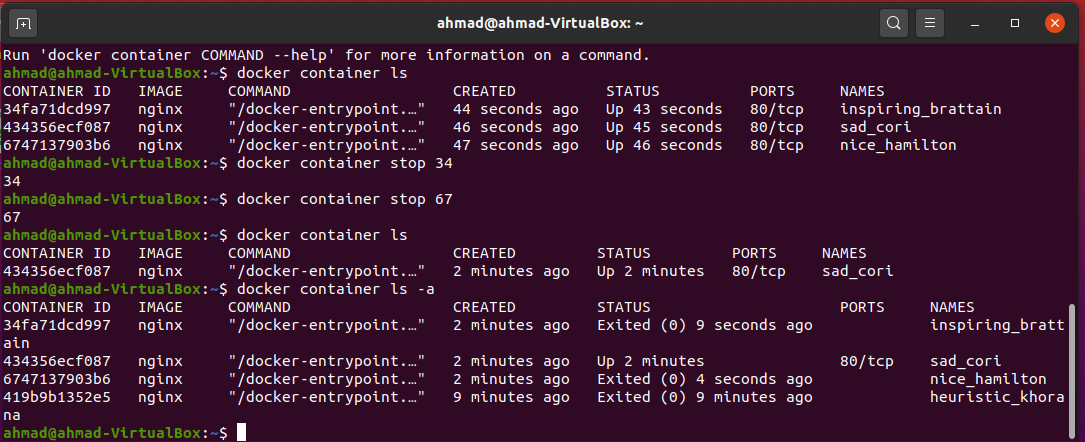 ahmad@ahmad-VirtualBox: ~
Run 'docker container COMMAND --help' for more information on a command.
ahmad@ahmad-VirtualBox:~$ docker container ls
CONTAINER ID   IMAGE     COMMAND                  CREATED          STATUS          PORTS     NAMES
34fa71dcd997   nginx     "/docker-entrypoint.…"   44 seconds ago   Up 43 seconds   80/tcp    inspiring_brattain
434356ecf087   nginx     "/docker-entrypoint.…"   46 seconds ago   Up 45 seconds   80/tcp    sad_cori
6747137903b6   nginx     "/docker-entrypoint.…"   47 seconds ago   Up 46 seconds   80/tcp    nice_hamilton
ahmad@ahmad-VirtualBox:~$ docker container stop 34
34
ahmad@ahmad-VirtualBox:~$ docker container stop 67
67
ahmad@ahmad-VirtualBox:~$ docker container ls
CONTAINER ID   IMAGE     COMMAND                  CREATED         STATUS         PORTS     NAMES
434356ecf087   nginx     "/docker-entrypoint.…"   2 minutes ago   Up 2 minutes   80/tcp    sad_cori
ahmad@ahmad-VirtualBox:~$ docker container ls -a
CONTAINER ID   IMAGE     COMMAND                  CREATED         STATUS                     PORTS     NAMES
34fa71dcd997   nginx     "/docker-entrypoint.…"   2 minutes ago   Exited (0) 9 seconds ago             inspiring_bratt
ain
434356ecf087   nginx     "/docker-entrypoint.…"   2 minutes ago   Up 2 minutes               80/tcp    sad_cori
6747137903b6   nginx     "/docker-entrypoint.…"   2 minutes ago   Exited (0) 4 seconds ago             nice_hamilton
419b9b1352e5   nginx     "/docker-entrypoint.…"   9 minutes ago   Exited (0) 9 minutes ago             heuristic_khora
na
ahmad@ahmad-VirtualBox:~$